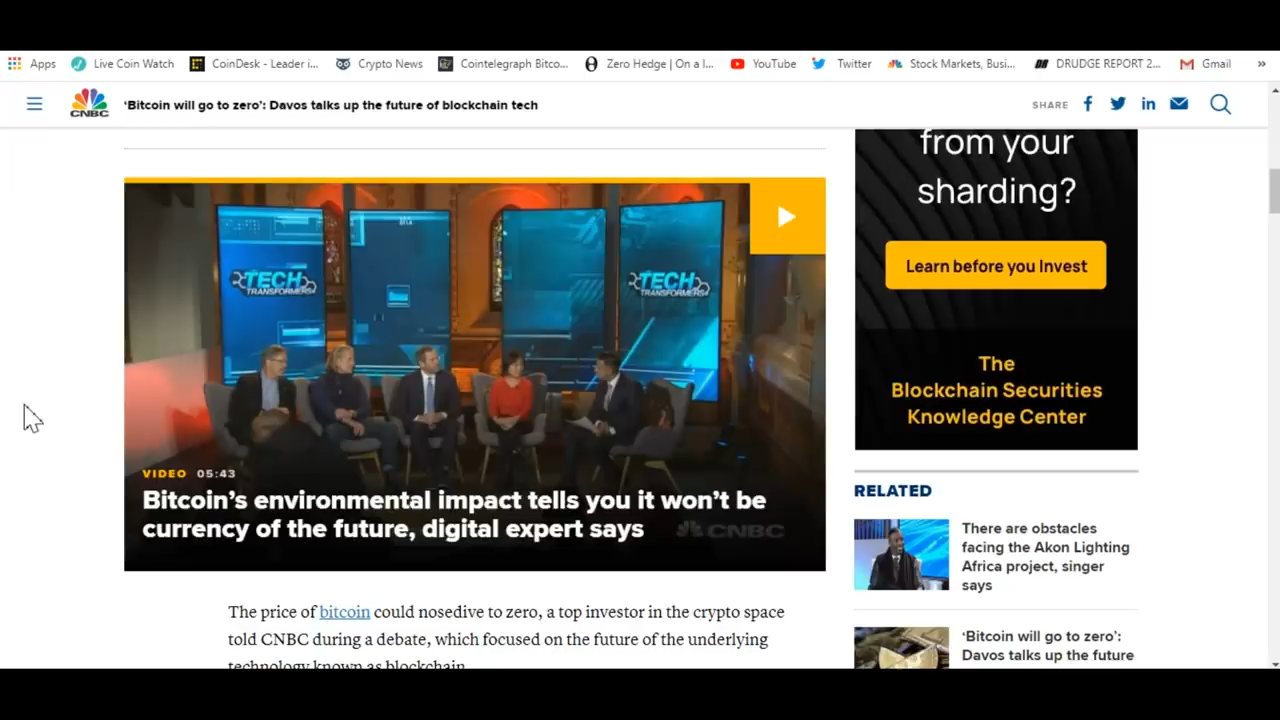 Apps
Live Coin Watch
CoinDesk - Leader i...
Crypto News
Cointelegraph Bitco...
Zero Hedge | On a l...
YouTube
Twitter
Stock Markets, Busi...
DRUDGE REPORT 2...
Gmail
»
CNBC
‘Bitcoin will go to zero’: Davos talks up the future of blockchain tech
SHARE
TECH
TRANSFORMERS
TECH
TRANSFORMERS
VIDEO 05:43
Bitcoin’s environmental impact tells you it won’t be
currency of the future, digital expert says
CNBC
The price of bitcoin could nosedive to zero, a top investor in the crypto space
told CNBC during a debate, which focused on the future of the underlying
technology known as blockchain.
from your
sharding?
Learn before you Invest
The
Blockchain Securities
Knowledge Center
RELATED
There are obstacles
facing the Akon Lighting
Africa project, singer
says
‘Bitcoin will go to zero’:
Davos talks up the future